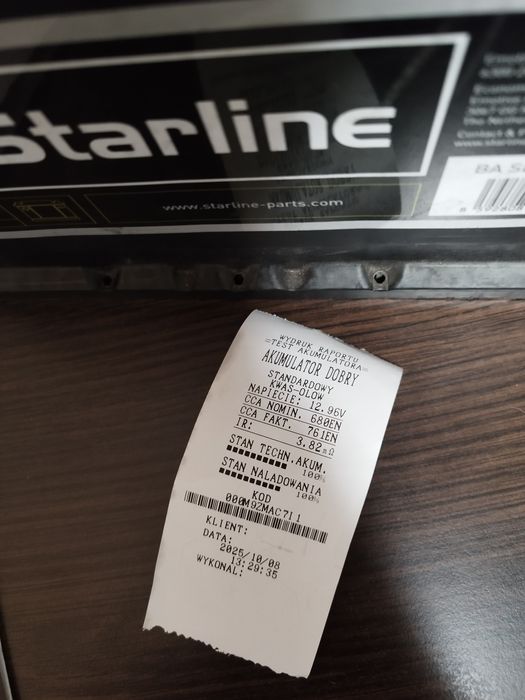 Starline
www.starline-parts.com
BA S
WYDRUK RAPORTU
=TEST AKUMULATORA=
AKUMULATOR DOBRY
STANDARDOWY
KWAS-OLOW
NAPIECIE: 12.96V
CCA NOMIN. 680EN
CCA FAKT. 761EN
IR: 3.82mΩ
STAN TECHN.AKUM.
100%
STAN NALADOWANIA
100%
KOD
000M9ZMAC7I1
KLIENT:
DATA:
2025/10/08
13:29:35
WYKONAL: